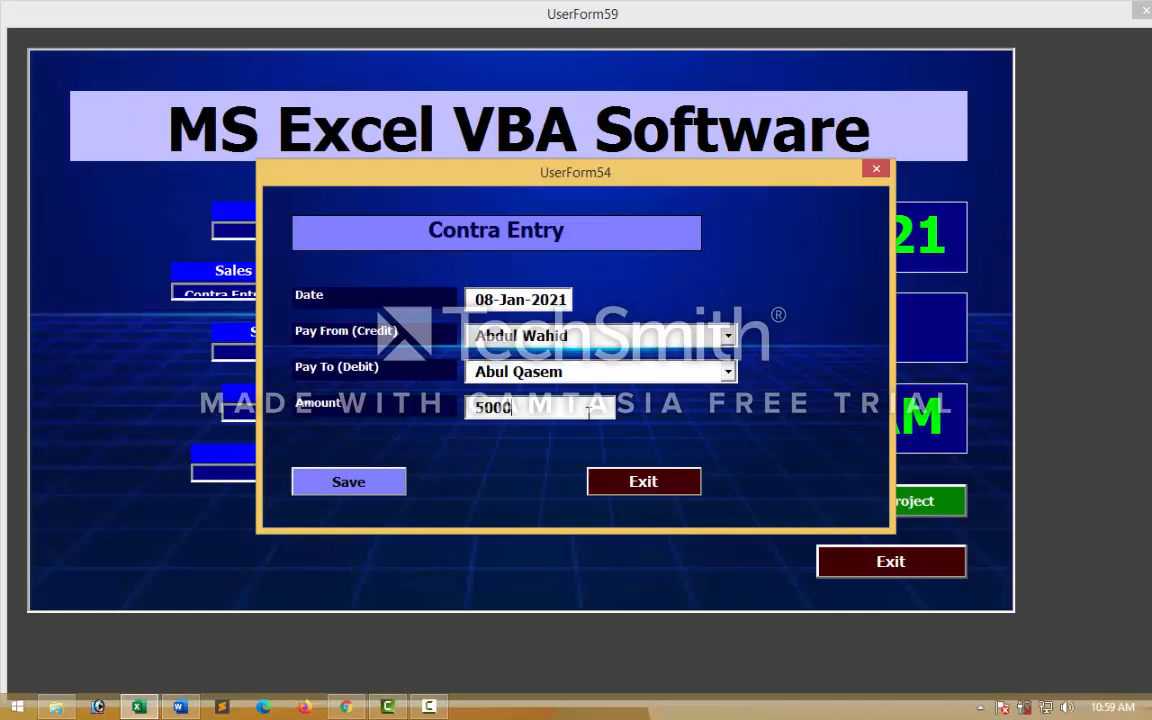 UserForm59
MS Excel VBA Software
UserForm54
Contra Entry
21
Sales
Date
08-Jan-2021
Contra Ent
Pay From (Credit)
Abdul Wahid
TechSmith®
Pay To (Debit)
Abul Qasem
MADE WITH CAMTASIA FREE TRIAL
Amount
5000
AM
Save
Exit
roject
Exit
10:59 AM